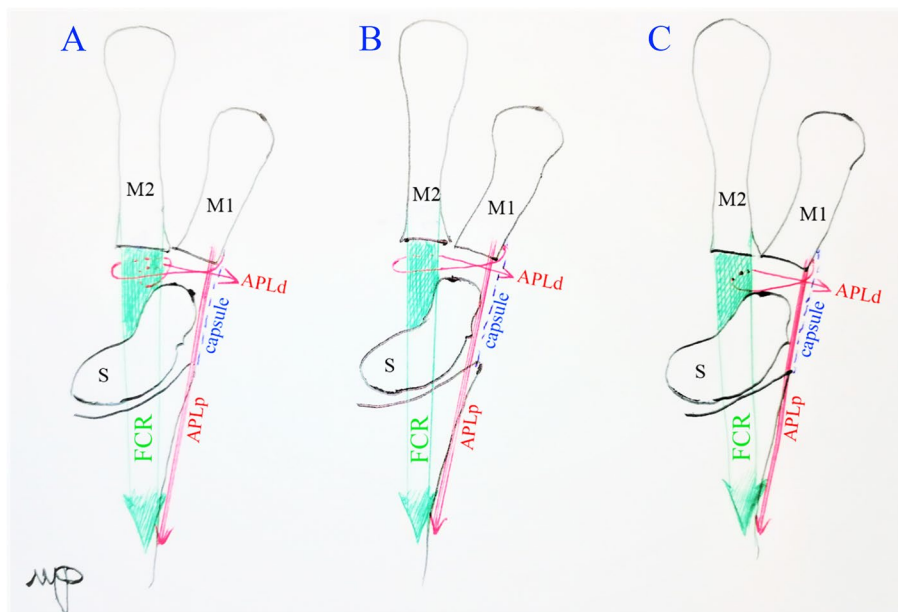 A
B
C
M2
M1
APLd
capsule
S
APLp
FCR
M2
M1
APLd
capsule
S
APLp
FCR
M2
M1
APLd
capsule
S
APLp
FCR